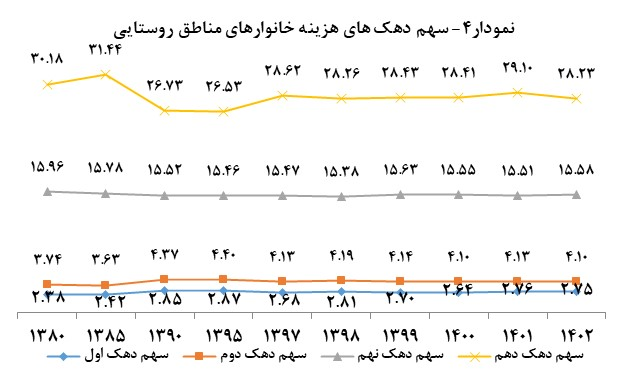 نمودار۴- سهم دهک‌های هزینه خانوارهای مناطق روستایی
۳۰.۱۸ ۳۱.۴۴ ۲۶.۷۳ ۲۶.۵۳ ۲۸.۶۲ ۲۸.۲۶ ۲۸.۴۳ ۲۸.۴۱ ۲۹.۱۰ ۲۸.۲۳
۱۵.۹۶ ۱۵.۷۸ ۱۵.۵۲ ۱۵.۴۶ ۱۵.۴۷ ۱۵.۳۸ ۱۵.۶۳ ۱۵.۵۵ ۱۵.۵۱ ۱۵.۵۸
۳.۷۴ ۳.۶۳ ۴.۳۷ ۴.۴۰ ۴.۱۳ ۴.۱۹ ۴.۱۴ ۴.۱۰ ۴.۱۳ ۴.۱۰
۲.۳۸ ۲.۴۲ ۲.۸۵ ۲.۸۷ ۲.۶۸ ۲.۸۱ ۲.۷۰ ۲.۶۴ ۲.۷۶ ۲.۷۵
۱۳۸۰ ۱۳۸۵ ۱۳۹۰ ۱۳۹۵ ۱۳۹۷ ۱۳۹۸ ۱۳۹۹ ۱۴۰۰ ۱۴۰۱ ۱۴۰۲
سهم دهک اول سهم دهک دوم سهم دهک نهم سهم دهک دهم